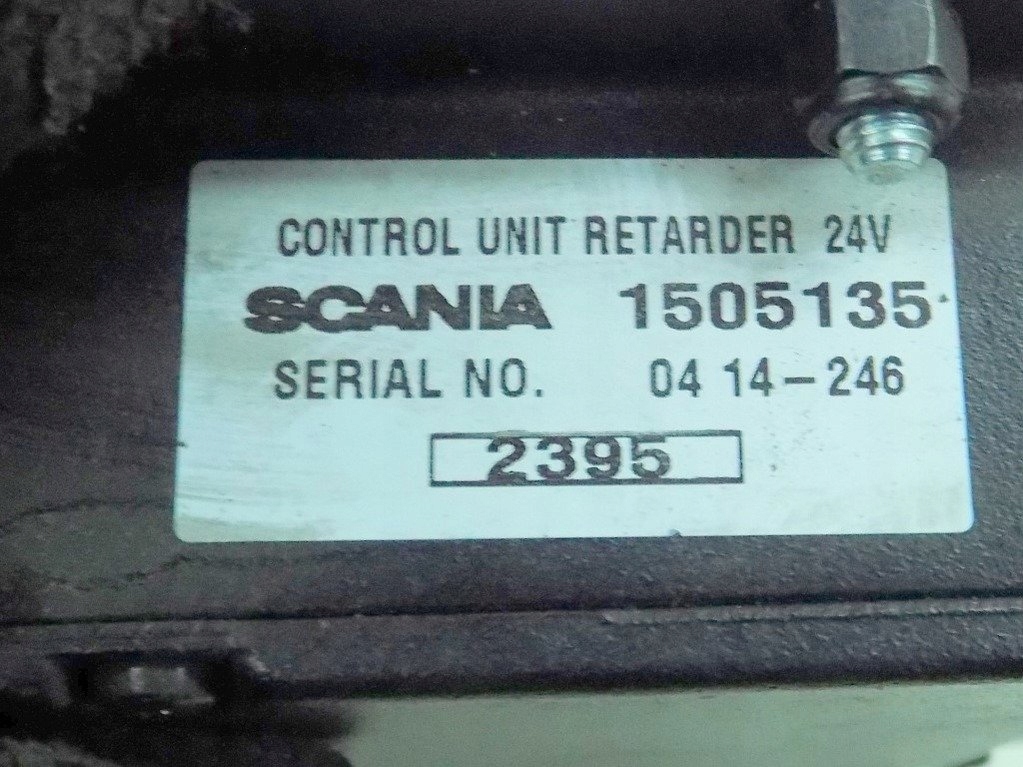 CONTROL UNIT RETARDER 24V
SCANIA 1505135
SERIAL NO. 04 14-246
2395